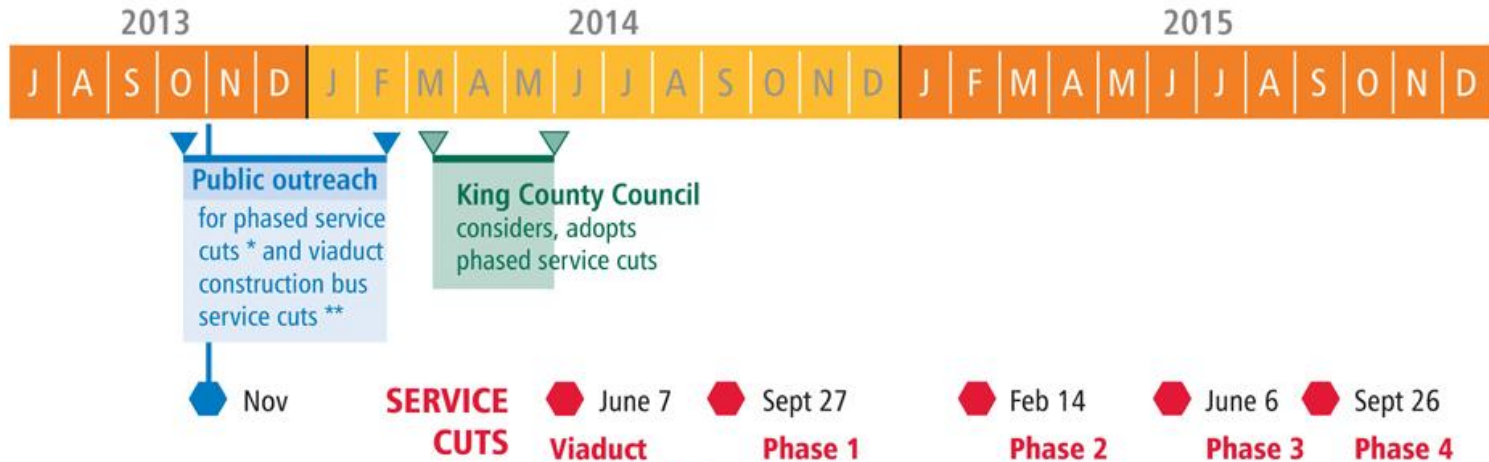 2013 2014 2015
J A S O N D J F M A M J J A S O N D J F M A M J J A S O N D
Public outreach
for phased service
cuts * and viaduct
construction bus
service cuts **
King County Council
considers, adopts
phased service cuts
Nov
SERVICE
CUTS
June 7
Viaduct
Sept 27
Phase 1
Feb 14
Phase 2
June 6
Phase 3
Sept 26
Phase 4